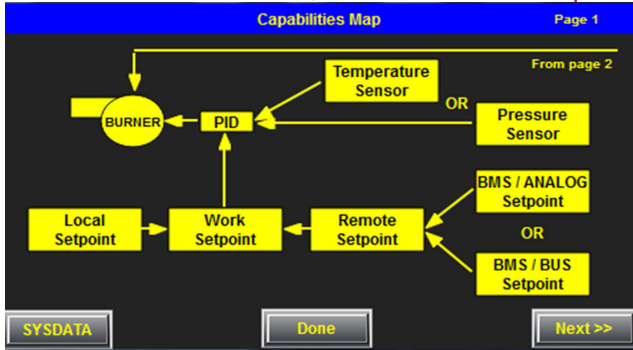 Capabilities Map
Page 1
From page 2
Temperature
Sensor
OR
BURNER
PID
Pressure
Sensor
BMS / ANALOG
Setpoint
Local
Setpoint
Work
Setpoint
Remote
Setpoint
OR
BMS / BUS
Setpoint
SYSDATA
Done
Next >>